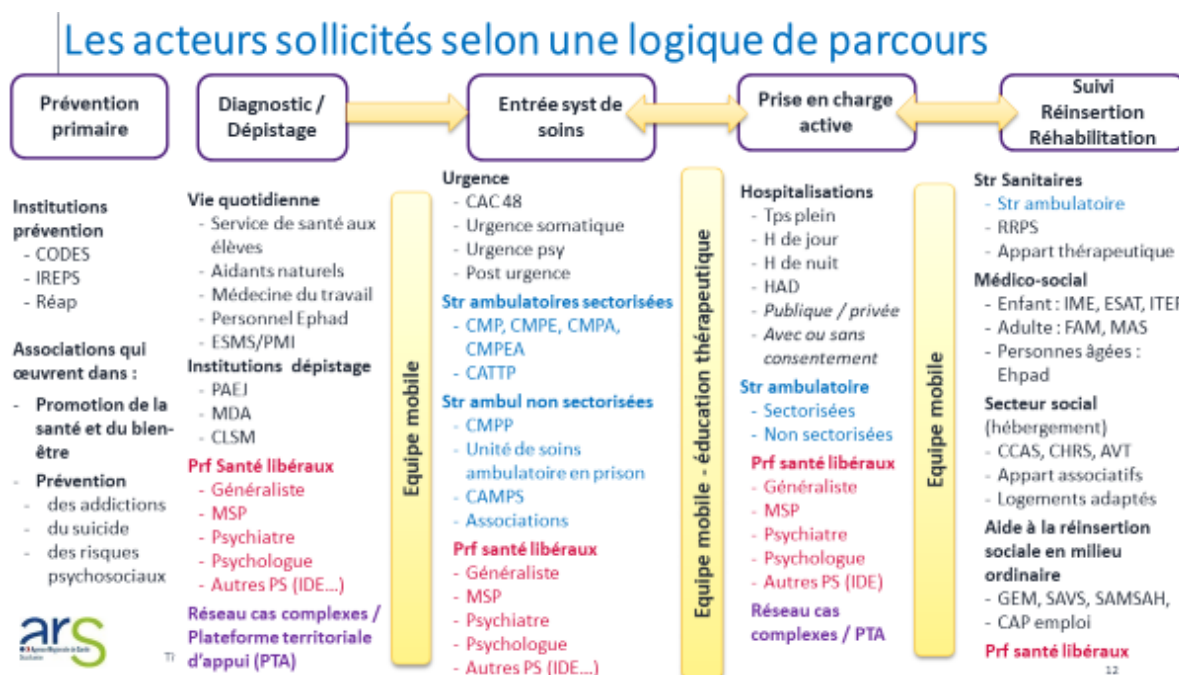 Les acteurs sollicités selon une logique de parcours
Prévention
primaire
Diagnostic /
Dépistage
Entrée syst de
soins
Prise en charge
active
Suivi
Réinsertion
Réhabilitation
Institutions
prévention
- CODES
- IREPS
- Réap
Associations qui
œuvrent dans :
- Promotion de la
santé et du bien-
être
- Prévention
- des addictions
- du suicide
- des risques
psychosociaux
ars
Agence Régionale de Santé
Vie quotidienne
- Service de santé aux
élèves
- Aidants naturels
- Médecine du travail
- Personnel Ephad
- ESMS/PMI
Institutions dépistage
- PAEJ
- MDA
- CLSM
Prf Santé libéraux
- Généraliste
- MSP
- Psychiatre
- Psychologue
- Autres PS (IDE...)
Réseau cas complexes /
Plateforme territoriale
d'appui (PTA)
Equipe mobile
Urgence
- CAC 48
- Urgence somatique
- Urgence psy
- Post urgence
Str ambulatoires sectorisées
- CMP, CMPE, CMPA,
CMPEA
- CATTP
Str ambul non sectorisées
- CMPP
- Unité de soins
ambulatoire en prison
- CAMPS
- Associations
Prf santé libéraux
- Généraliste
- MSP
- Psychiatre
- Psychologue
- Autres PS (IDE...)
Equipe mobile - éducation thérapeutique
Hospitalisations
- Tps plein
- H de jour
- H de nuit
- HAD
- Publique / privée
- Avec ou sans
consentement
Str ambulatoire
- Sectorisées
- Non sectorisées
Prf santé libéraux
- Généraliste
- MSP
- Psychiatre
- Psychologue
- Autres PS (IDE)
Réseau cas
complexes / PTA
Equipe mobile
Str Sanitaires
- Str ambulatoire
- RRPS
- Appart thérapeutique
Médico-social
- Enfant : IME, ESAT, ITEP
- Adulte : FAM, MAS
- Personnes âgées :
Ehpad
Secteur social
(hébergement)
- CCAS, CHRS, AVT
- Appart associatifs
- Logements adaptés
Aide à la réinsertion
sociale en milieu
ordinaire
- GEM, SAVS, SAMSAH,
- CAP emploi
Prf santé libéraux
12